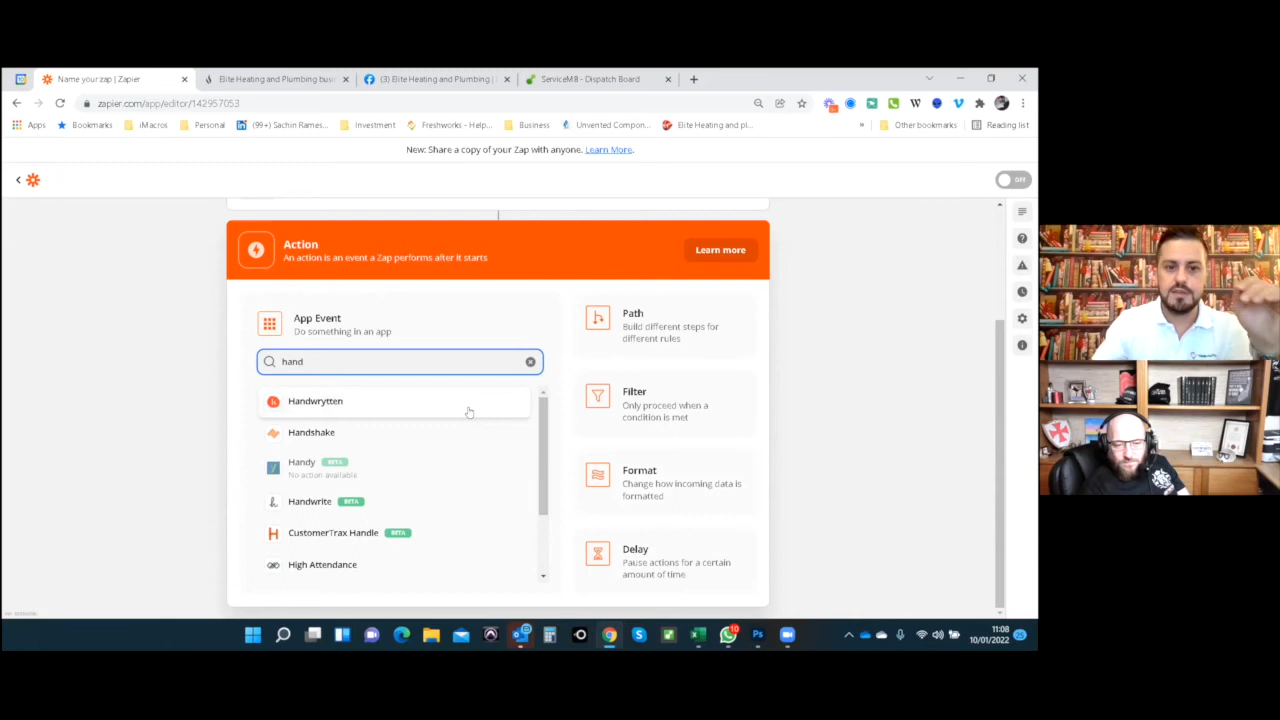 Name your zap | Zapier
Elite Heating and Plumbing busi
(3) Elite Heating and Plumbing |
ServiceM8 - Dispatch Board
zapier.com/app/editor/142957053
Apps
Bookmarks
iMacros
Personal
(99+) Sachin Rames...
Investment
Freshworks - Help...
Business
Unvented Compon...
Elite Heating and pl...
»
Other bookmarks
Reading list
New: Share a copy of your Zap with anyone. Learn More.
OFF
Action
An action is an event a Zap performs after it starts
Learn more
App Event
Do something in an app
hand
Handwrytten
Handshake
Handy BETA
No action available
Handwrite BETA
CustomerTrax Handle BETA
High Attendance
Path
Build different steps for
different rules
Filter
Only proceed when a
condition is met
Format
Change how incoming data is
formatted
Delay
Pause actions for a certain
amount of time
10
11:08
10/01/2022
25